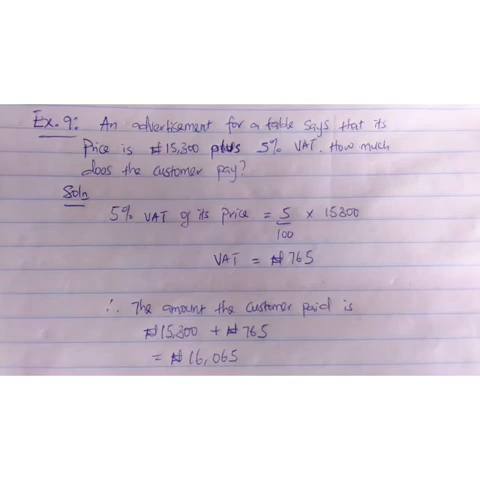 Ex. 9: An advertisement for a table says that its
Price is ₦15,300 plus 5% VAT. How much
does the customer pay?
Soln
5% VAT of its Price = 5/100 × 15300
VAT = ₦765
∴ The amount the customer paid is
₦15,300 + ₦765
= ₦16,065